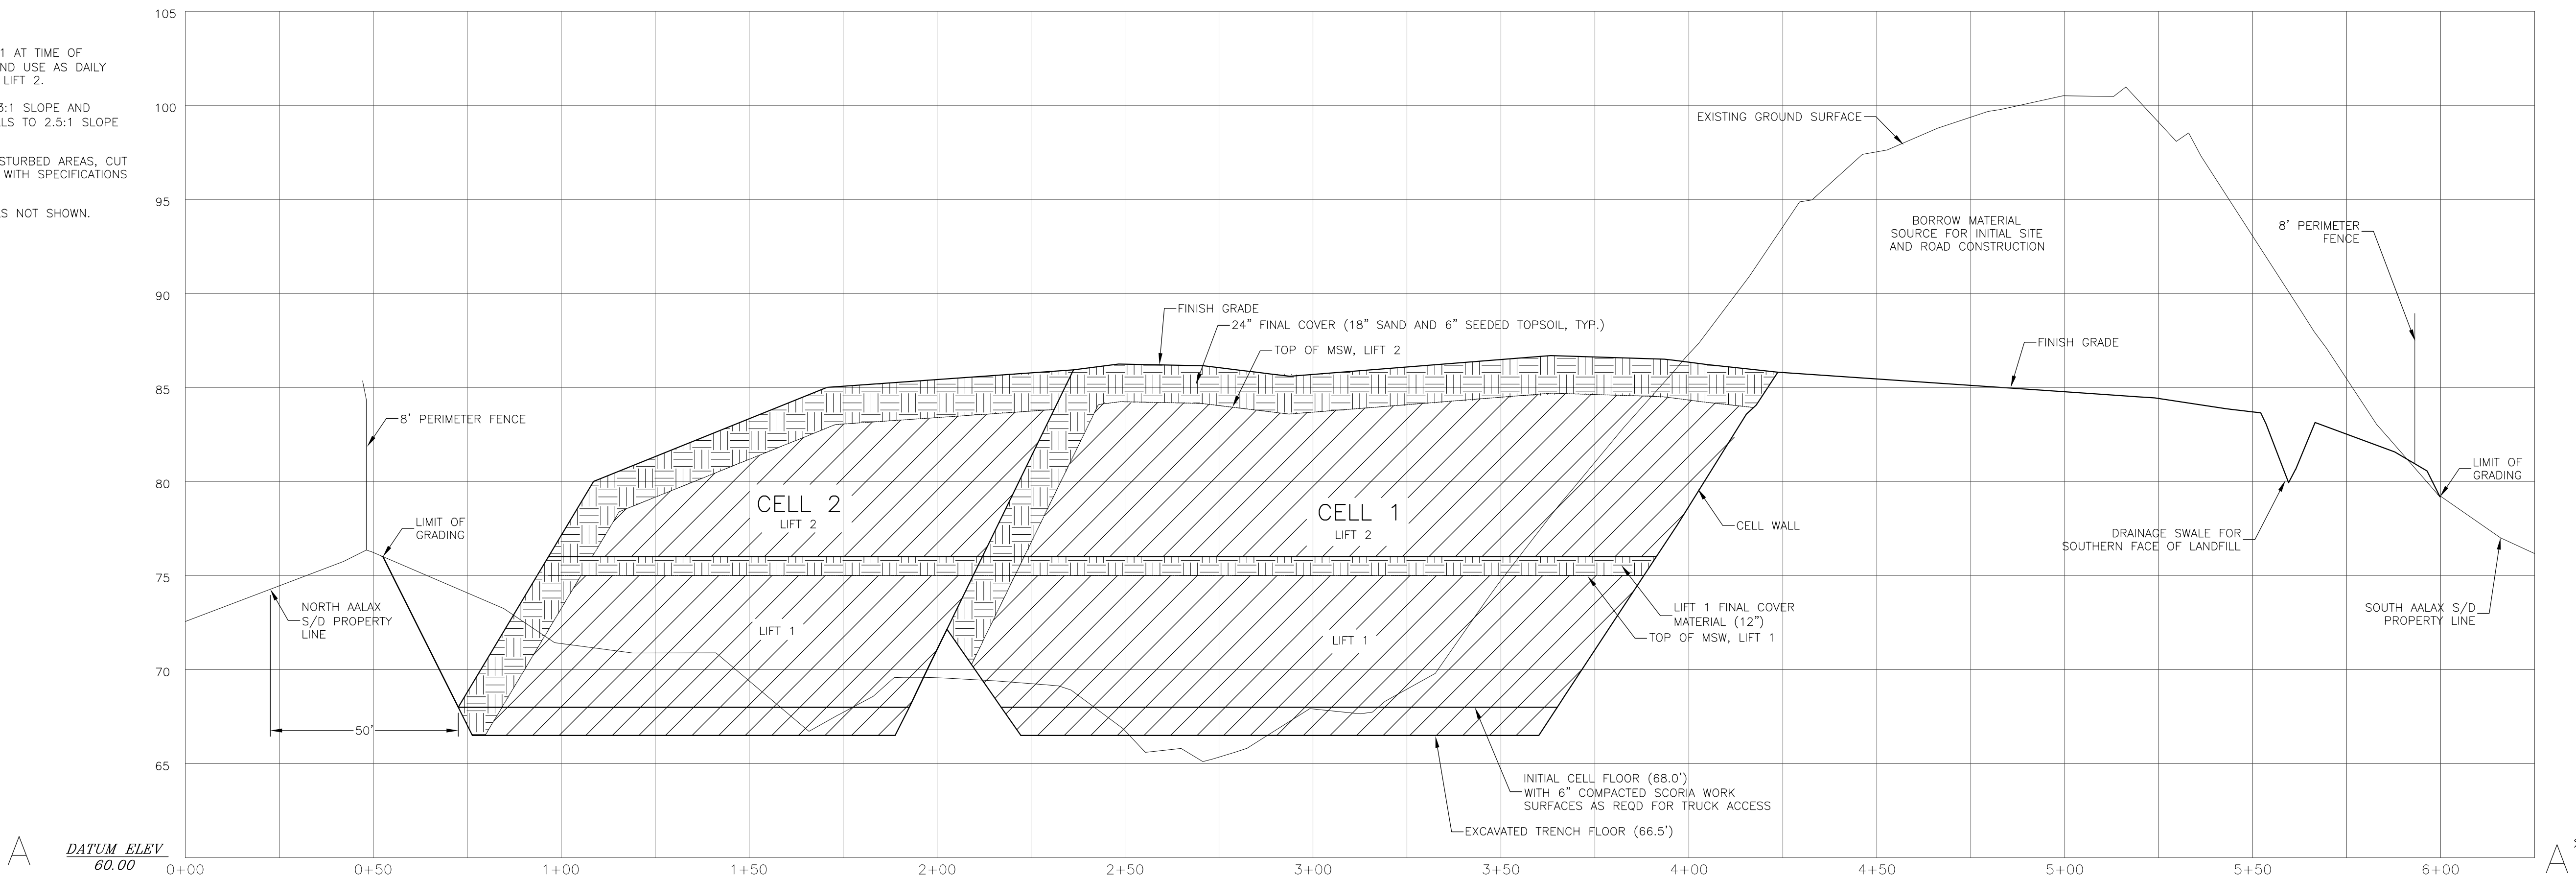 1 AT TIME OF
ND USE AS DAILY
LIFT 2.
3:1 SLOPE AND
LS TO 2.5:1 SLOPE
STURBED AREAS, CUT
WITH SPECIFICATIONS
S NOT SHOWN.
105
100
95
90
85
80
75
70
65
EXISTING GROUND SURFACE
BORROW MATERIAL
SOURCE FOR INITIAL SITE
AND ROAD CONSTRUCTION
8' PERIMETER
FENCE
FINISH GRADE
24" FINAL COVER (18" SAND AND 6" SEEDED TOPSOIL, TYP.)
TOP OF MSW, LIFT 2
FINISH GRADE
8' PERIMETER FENCE
LIMIT OF
GRADING
CELL 2
LIFT 2
CELL 1
LIFT 2
CELL WALL
LIMIT OF
GRADING
DRAINAGE SWALE FOR
SOUTHERN FACE OF LANDFILL
NORTH AALAX
S/D PROPERTY
LINE
LIFT 1
LIFT 1
LIFT 1 FINAL COVER
MATERIAL (12")
TOP OF MSW, LIFT 1
SOUTH AALAX S/D
PROPERTY LINE
50'
INITIAL CELL FLOOR (68.0')
WITH 6" COMPACTED SCORIA WORK
SURFACES AS REQD FOR TRUCK ACCESS
EXCAVATED TRENCH FLOOR (66.5')
A
DATUM ELEV
60.00
0+00 0+50 1+00 1+50 2+00 2+50 3+00 3+50 4+00 4+50 5+00 5+50 6+00
A